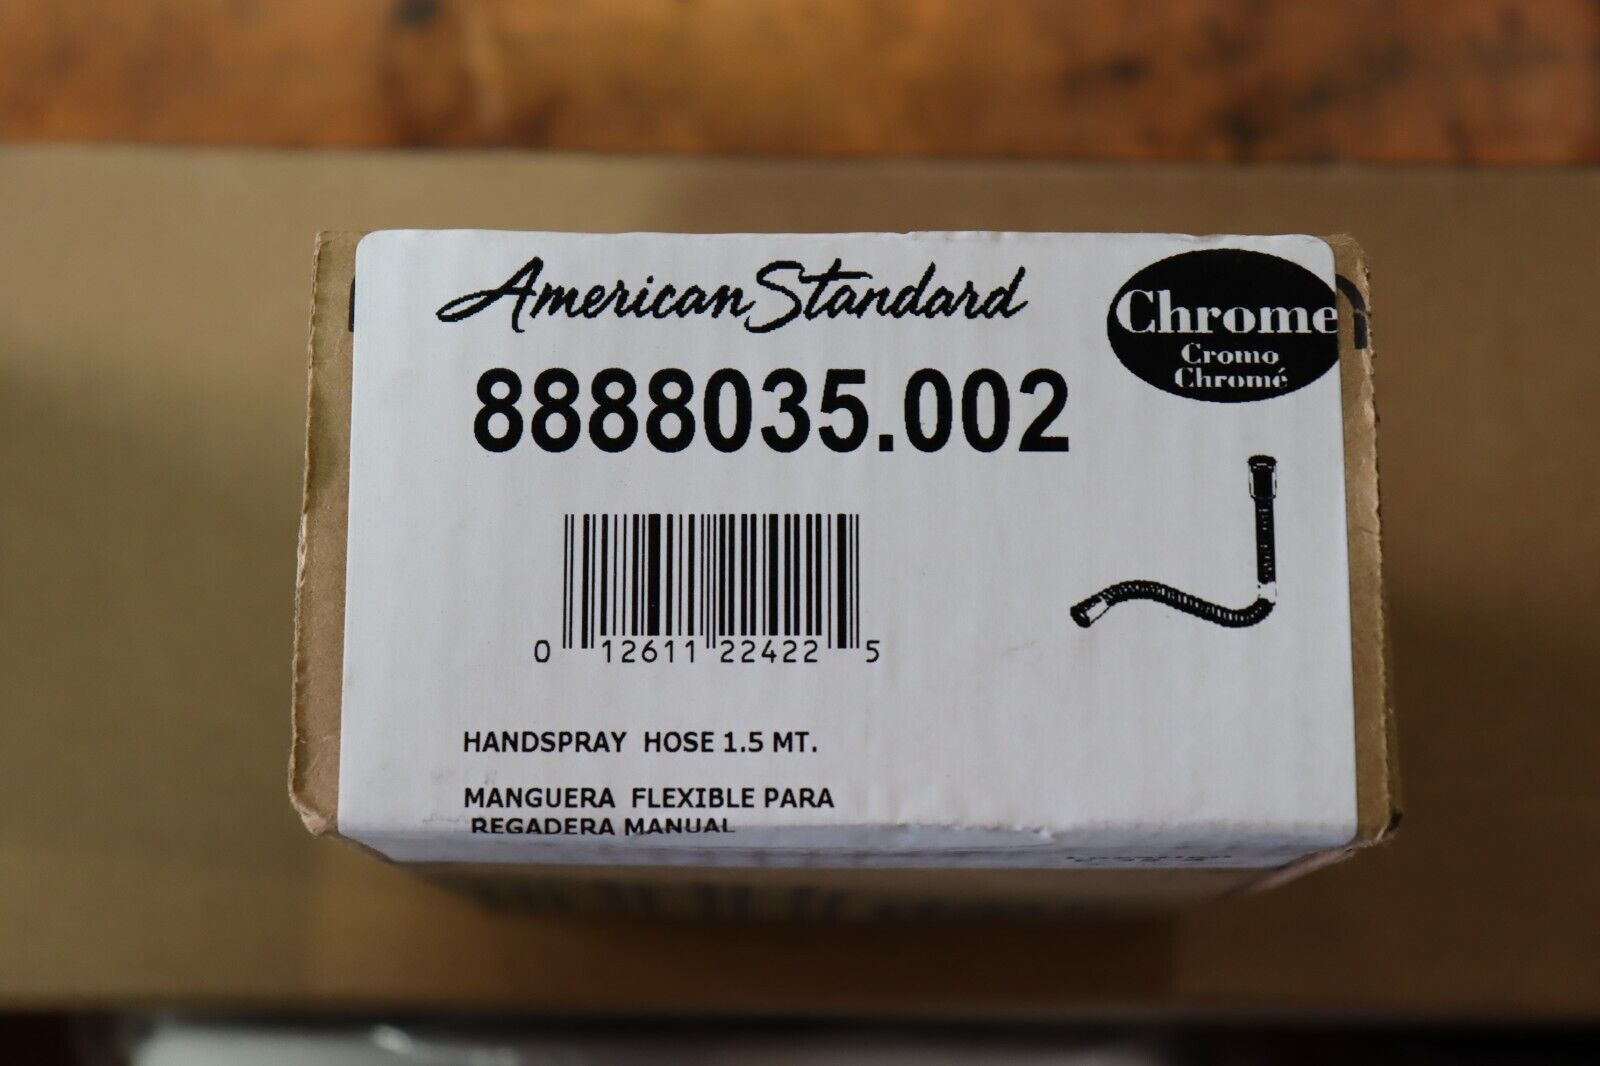 American Standard
Chrome
Cromo
Chromé
8888035.002
0 12611 22422 5
HANDSPRAY HOSE 1.5 MT.
MANGUERA FLEXIBLE PARA
REGADERA MANUAL